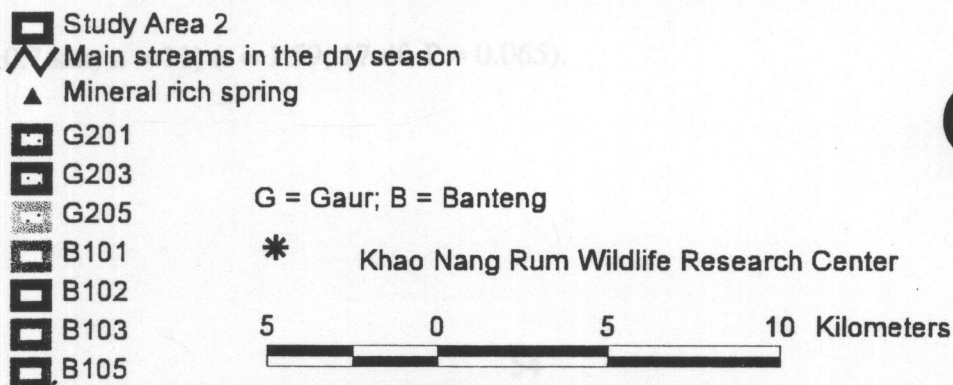 Study Area 2
Main streams in the dry season
Mineral rich spring
G201
G203
G205
B101
B102
B103
B105
G = Gaur; B = Banteng
Khao Nang Rum Wildlife Research Center
5 0 5 10 Kilometers